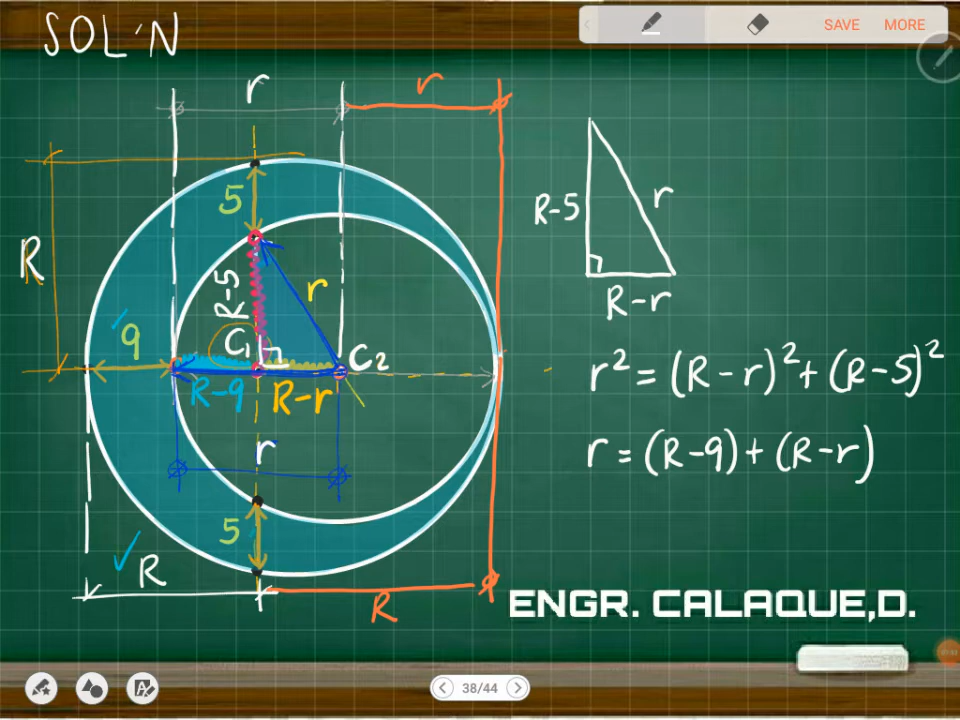 SOL'N
SAVE MORE
r
r
5
R-5
r
R
R-5
r
R-r
9
C1
C2
R-9
R-r
r² = (R-r)² + (R-5)²
r
r = (R-9) + (R-r)
5
R
R
ENGR. CALAQUE,D.
38/44